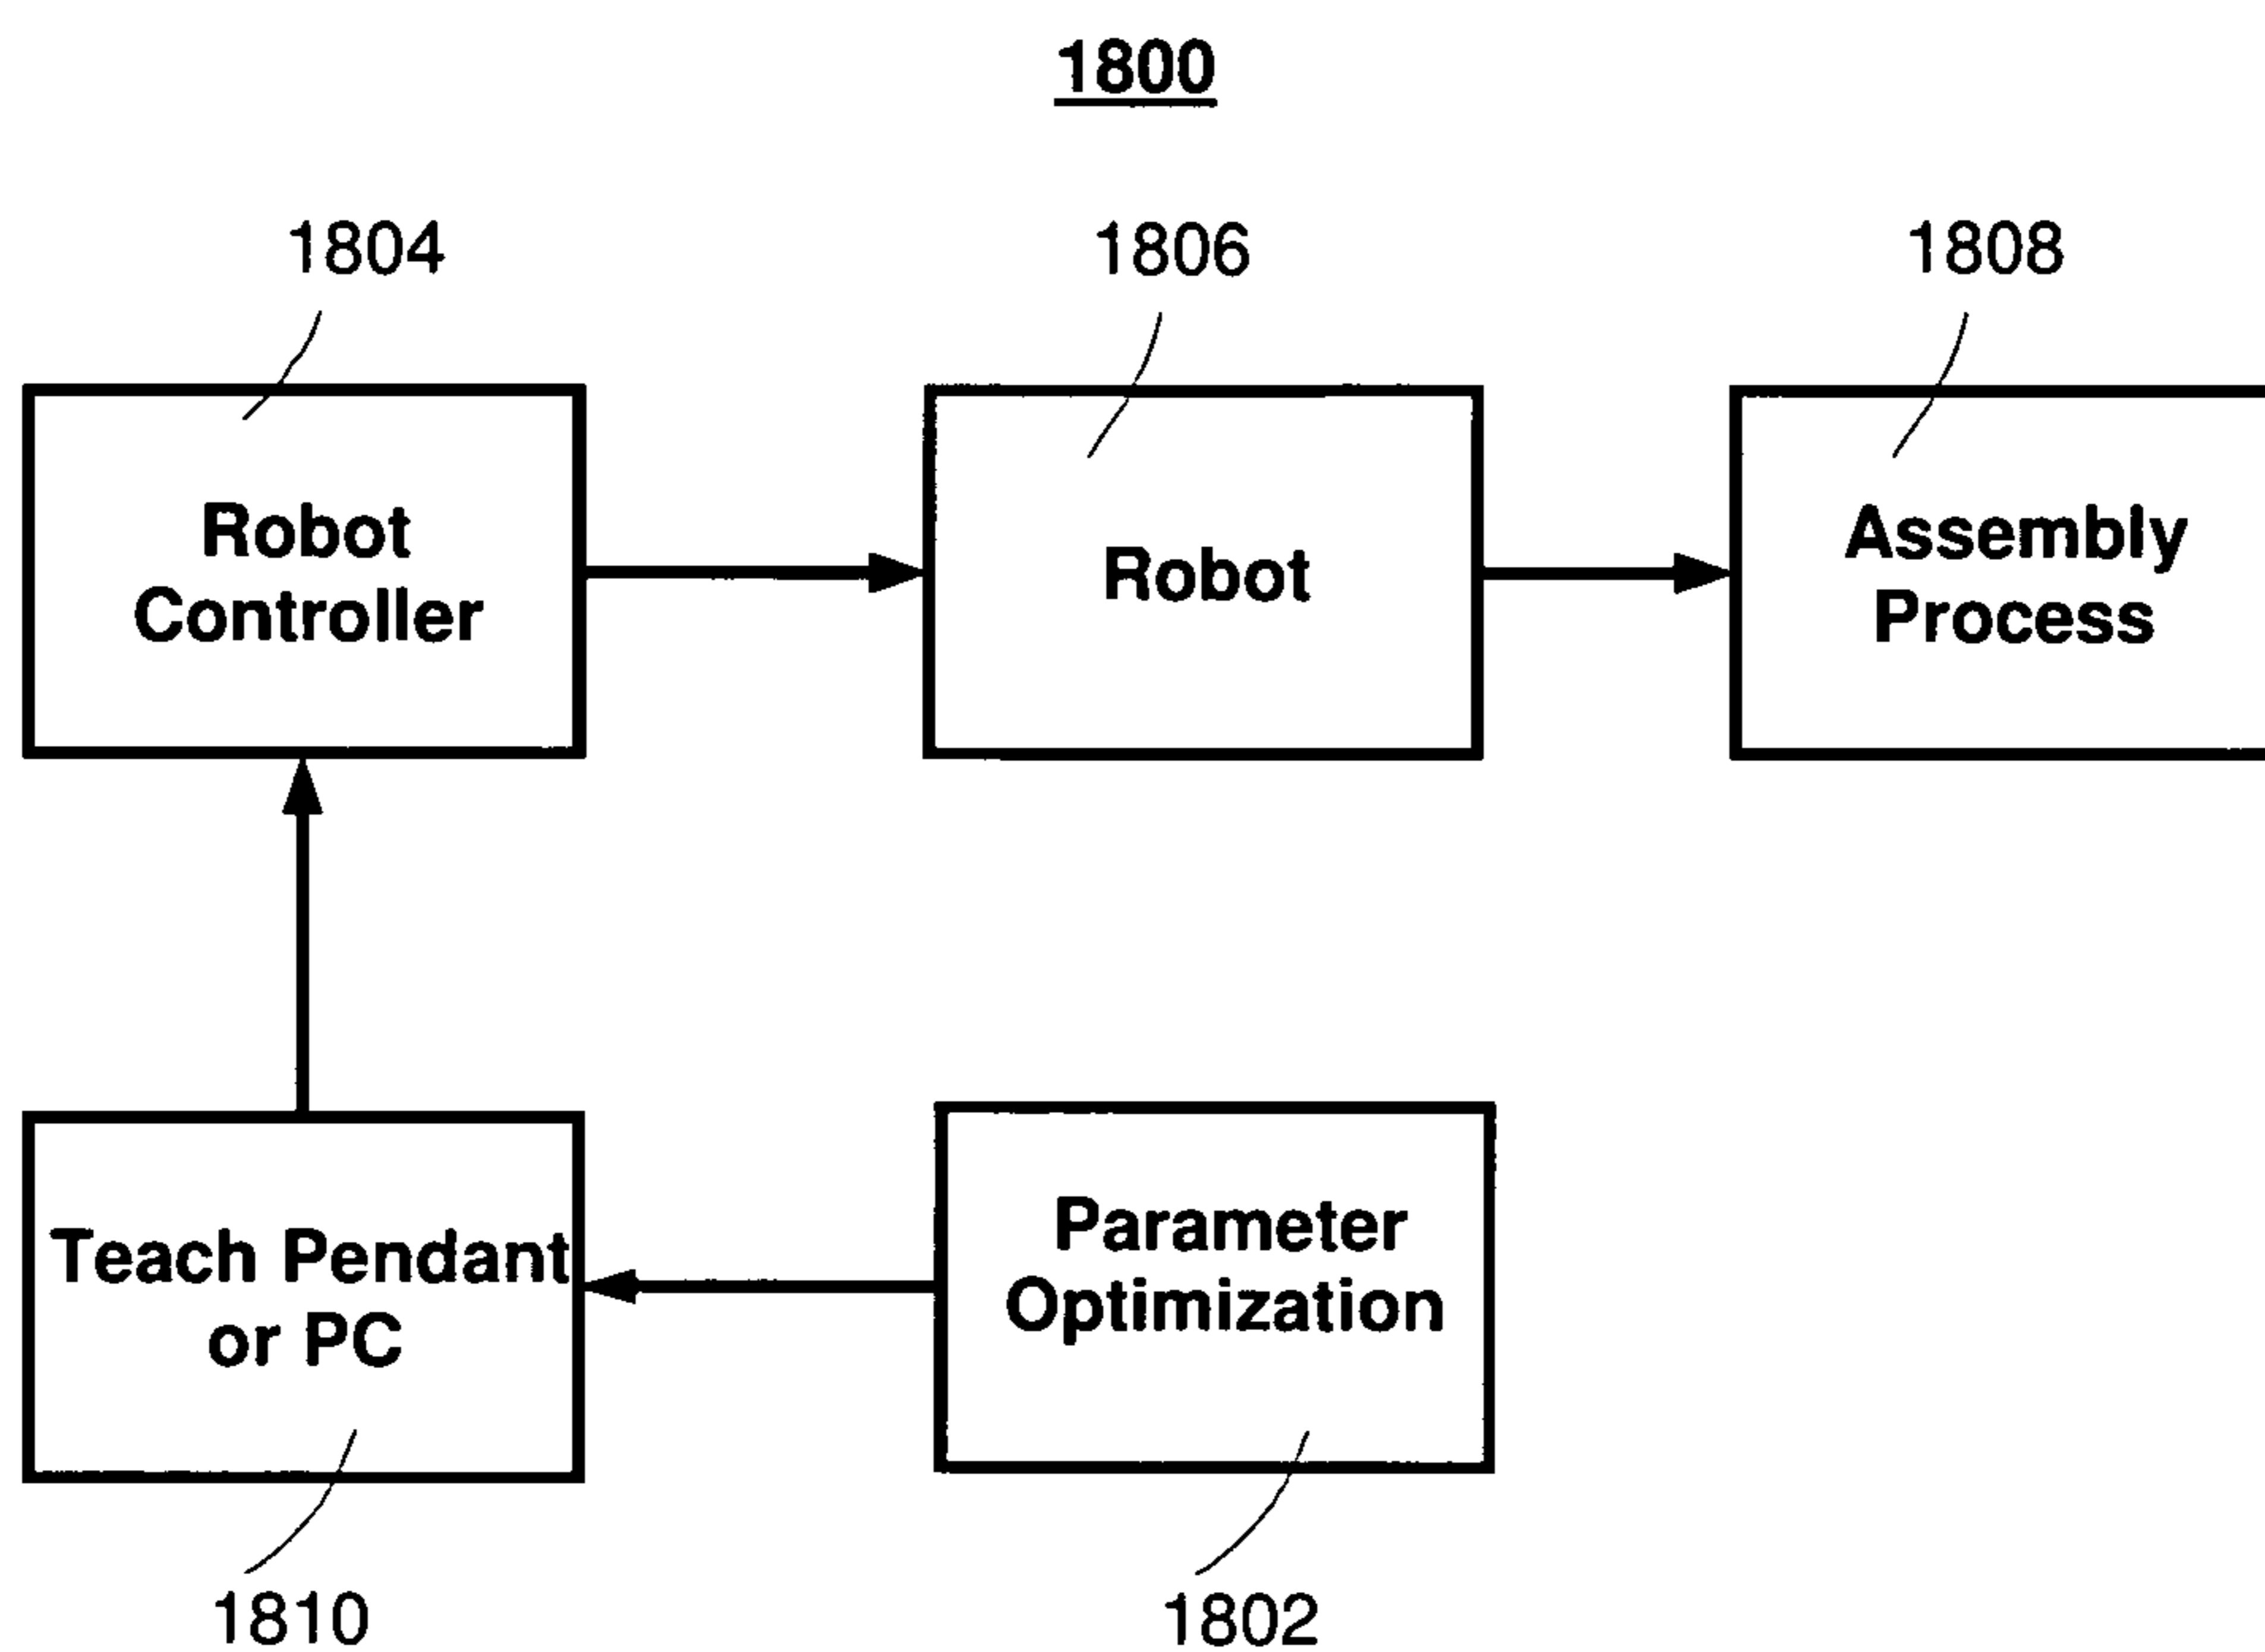 1800
1804
1806
1808
Robot
Controller
Robot
Assembly
Process
Teach Pendant
or PC
Parameter
Optimization
1810
1802